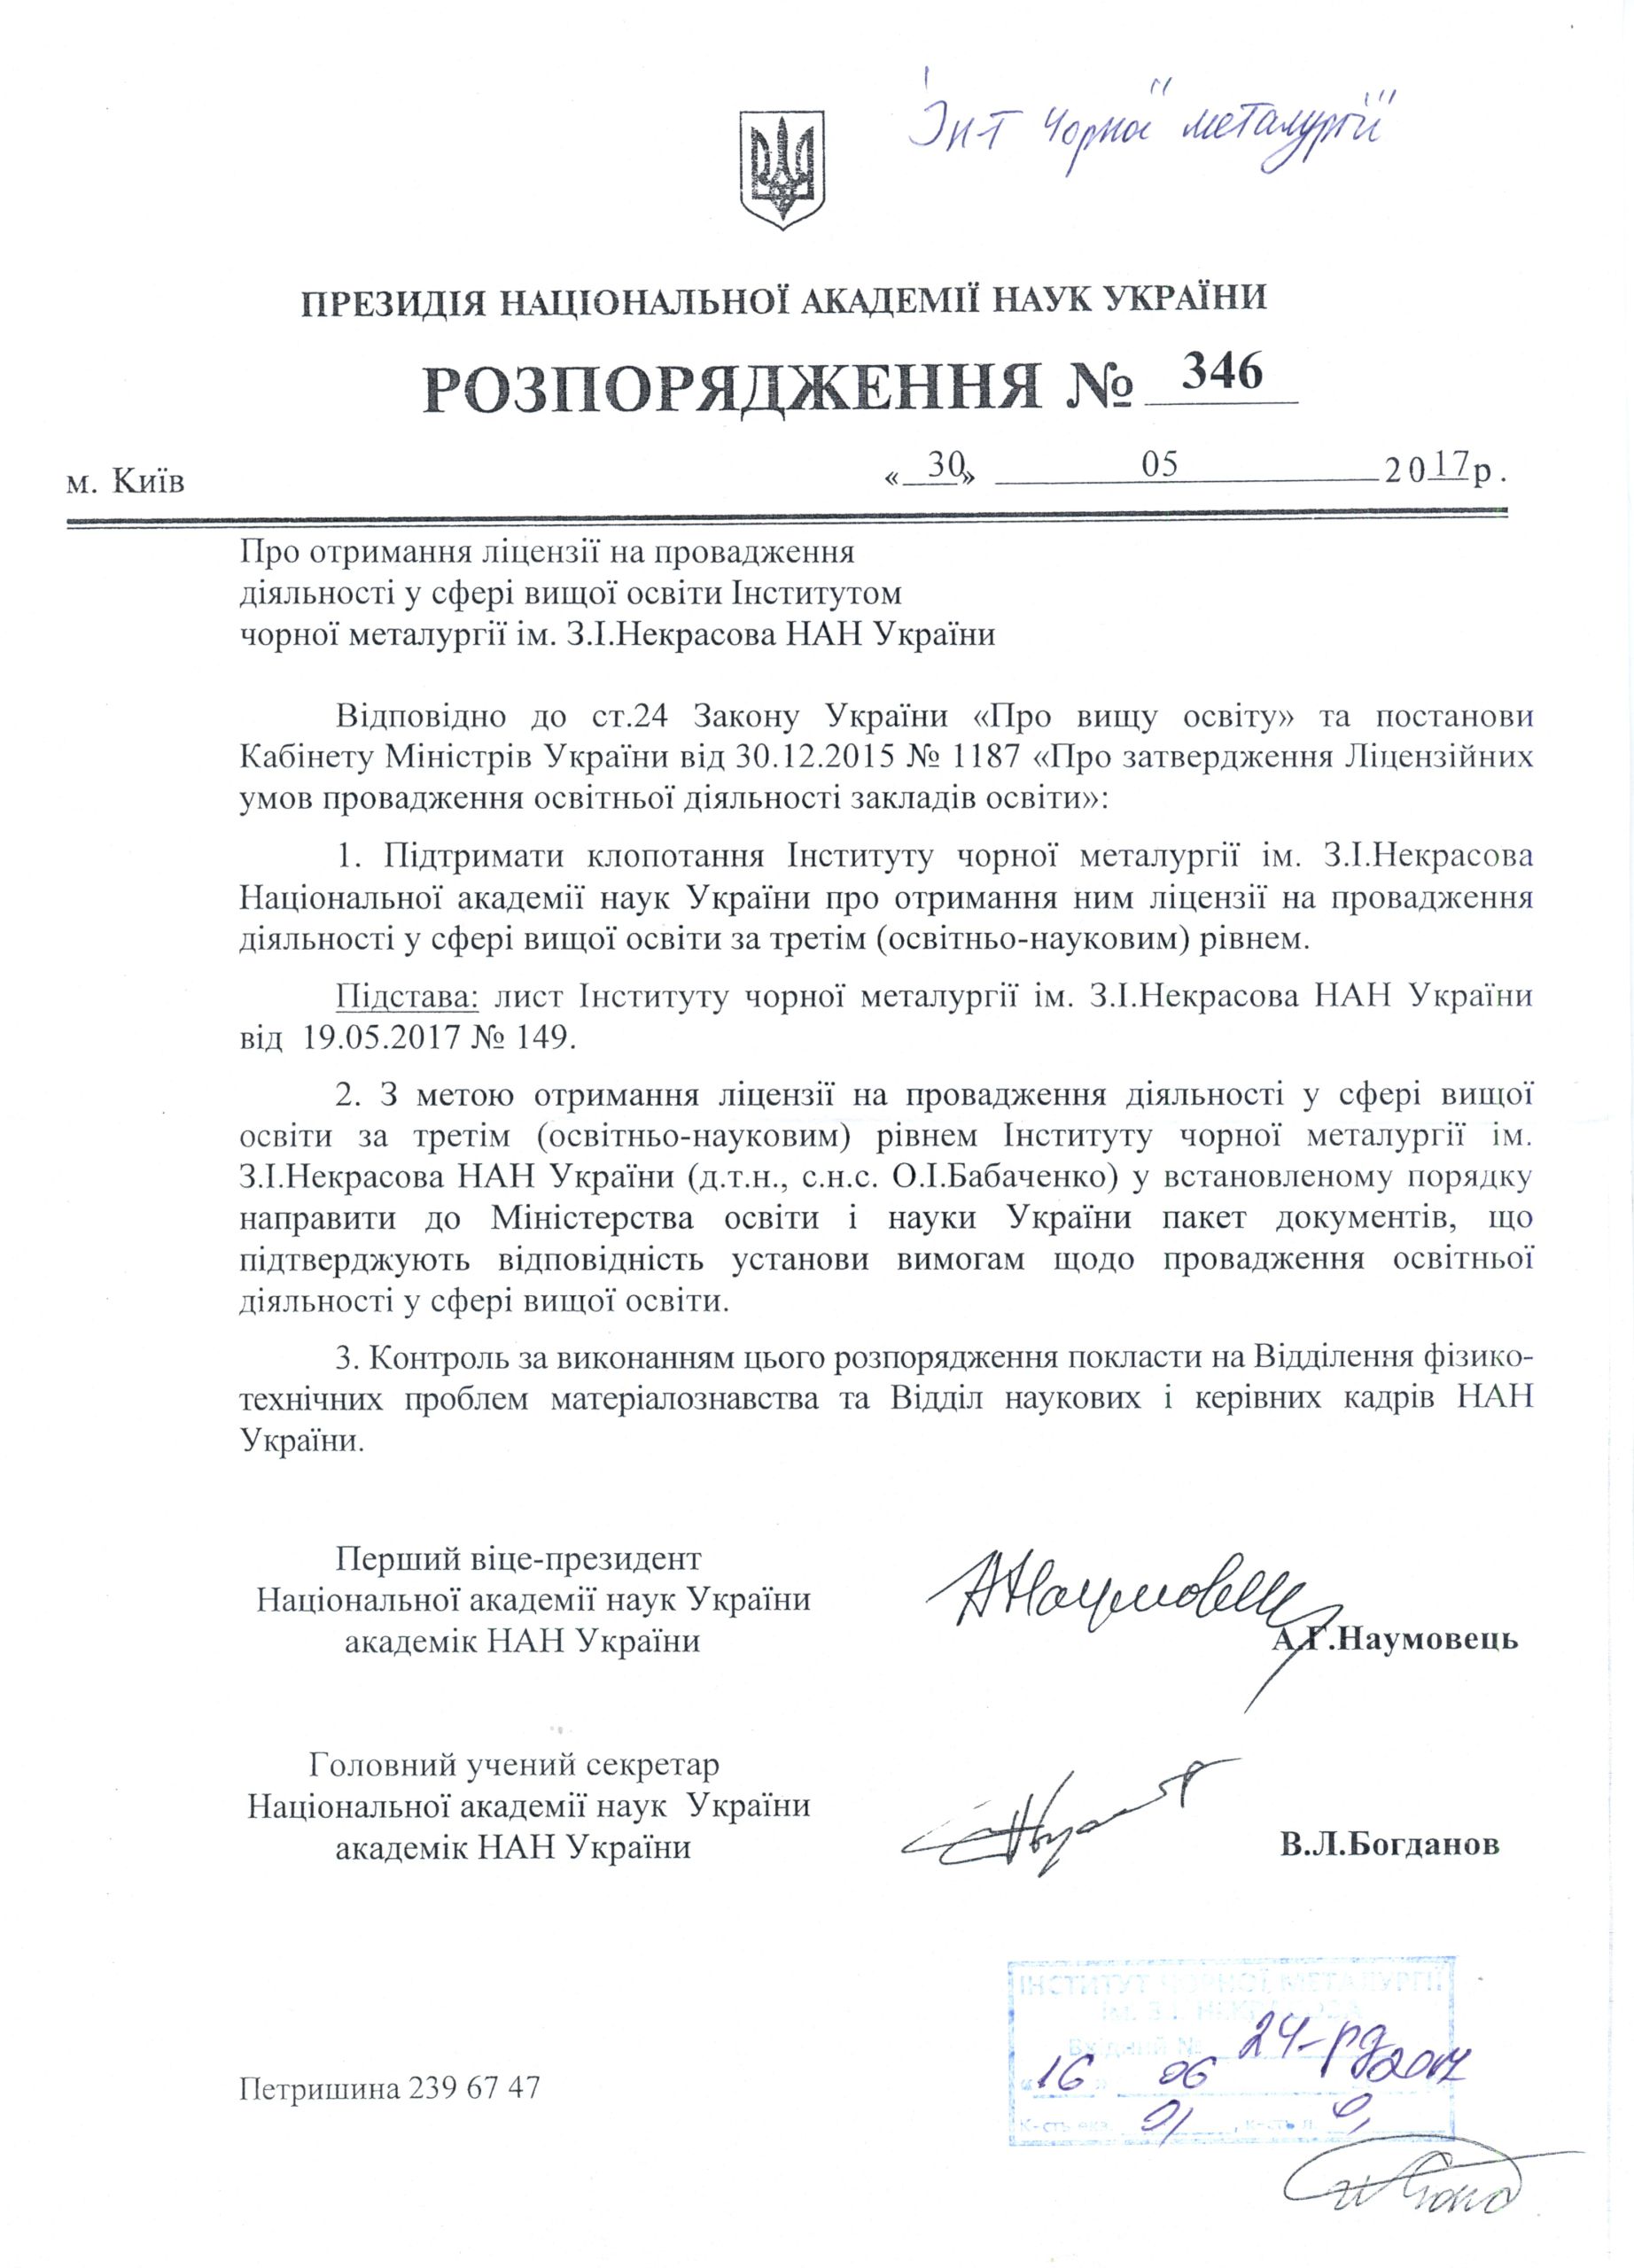 Інт чорної металургії
ПРЕЗИДІЯ НАЦІОНАЛЬНОЇ АКАДЕМІЇ НАУК УКРАЇНИ
РОЗПОРЯДЖЕННЯ № 346
м. Київ «30» 05 2017р.
Про отримання ліцензії на провадження
діяльності у сфері вищої освіти Інститутом
чорної металургії ім. З.І.Некрасова НАН України
Відповідно до ст.24 Закону України «Про вищу освіту» та постанови
Кабінету Міністрів України від 30.12.2015 № 1187 «Про затвердження Ліцензійних
умов провадження освітньої діяльності закладів освіти»:
1. Підтримати клопотання Інституту чорної металургії ім. З.І.Некрасова
Національної академії наук України про отримання ним ліцензії на провадження
діяльності у сфері вищої освіти за третім (освітньо-науковим) рівнем.
Підстава: лист Інституту чорної металургії ім. З.І.Некрасова НАН України
від 19.05.2017 № 149.
2. З метою отримання ліцензії на провадження діяльності у сфері вищої
освіти за третім (освітньо-науковим) рівнем Інституту чорної металургії ім.
З.І.Некрасова НАН України (д.т.н., с.н.с. О.І.Бабаченко) у встановленому порядку
направити до Міністерства освіти і науки України пакет документів, що
підтверджують відповідність установи вимогам щодо провадження освітньої
діяльності у сфері вищої освіти.
3. Контроль за виконанням цього розпорядження покласти на Відділення фізико-
технічних проблем матеріалознавства та Відділ наукових і керівних кадрів НАН
України.
Перший віце-президент
Національної академії наук України
академік НАН України А.Г.Наумовець
Головний учений секретар
Національної академії наук України
академік НАН України В.Л.Богданов
ІНСТИТУТ ЧОРНОЇ МЕТАЛУРГІЇ
Вхідний № 24-рд
«16» 06 2017
Петришина 239 67 47